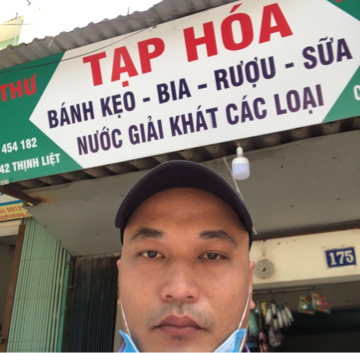 THƯ
TẠP HÓA
BÁNH KẸO - BIA - RƯỢU - SỮA
NƯỚC GIẢI KHÁT CÁC LOẠI
454 182
42 THỊNH LIỆT
175